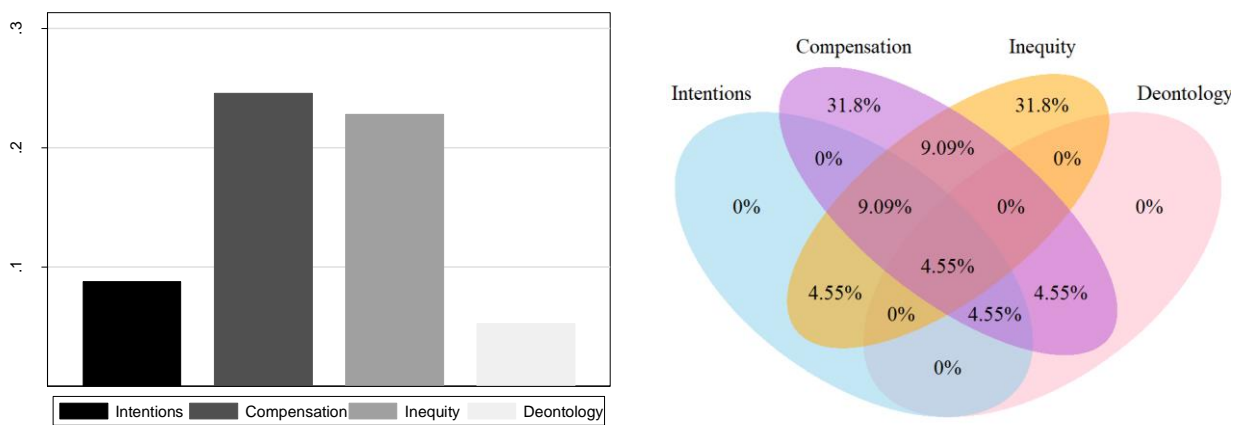 .3
.2
.1
Intentions Compensation Inequity Deontology
Compensation Inequity
Intentions Deontology
31.8% 31.8%
9.09%
0% 0%
0% 9.09% 0% 0%
4.55%
4.55% 4.55%
0% 4.55%
0%